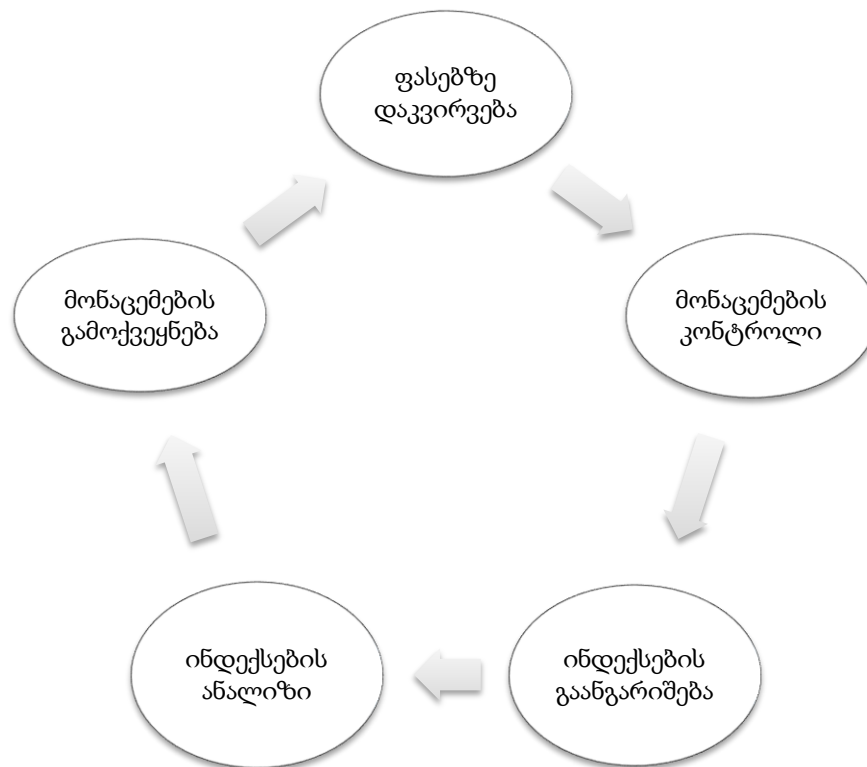 ფასებზე
დაკვირვება
მონაცემების
კონტროლი
ინდექსების
გაანგარიშება
ინდექსების
ანალიზი
მონაცემების
გამოქვეყნება